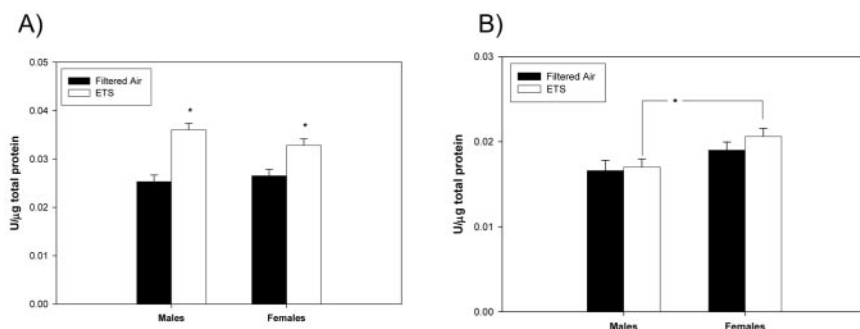 A)
0.05
0.04
0.03
0.02
0.01
0.00
U/µg total protein
Filtered Air
ETS
*
*
Males
Females
B)
0.03
0.02
0.01
0.00
U/µg total protein
Filtered Air
ETS
*
Males
Females